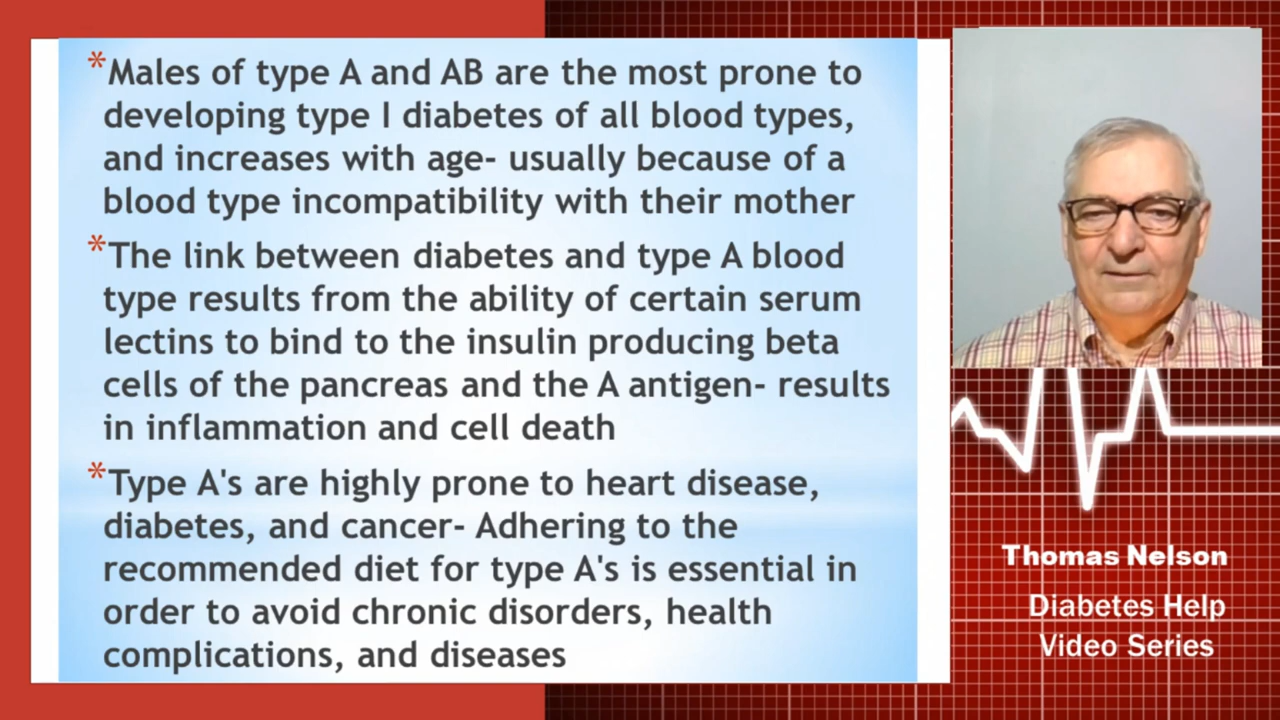 *Males of type A and AB are the most prone to
developing type I diabetes of all blood types,
and increases with age- usually because of a
blood type incompatibility with their mother
*The link between diabetes and type A blood
type results from the ability of certain serum
lectins to bind to the insulin producing beta
cells of the pancreas and the A antigen- results
in inflammation and cell death
*Type A's are highly prone to heart disease,
diabetes, and cancer- Adhering to the
recommended diet for type A's is essential in
order to avoid chronic disorders, health
complications, and diseases
Thomas Nelson
Diabetes Help
Video Series